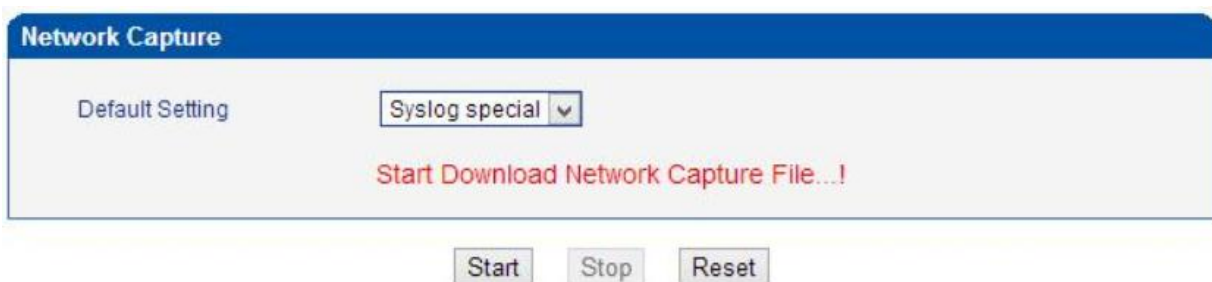 Network Capture
Default Setting Syslog special
Start Download Network Capture File...!
Start Stop Reset